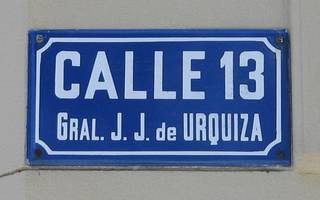 CALLE 13
GRAL. J. J. de URQUIZA